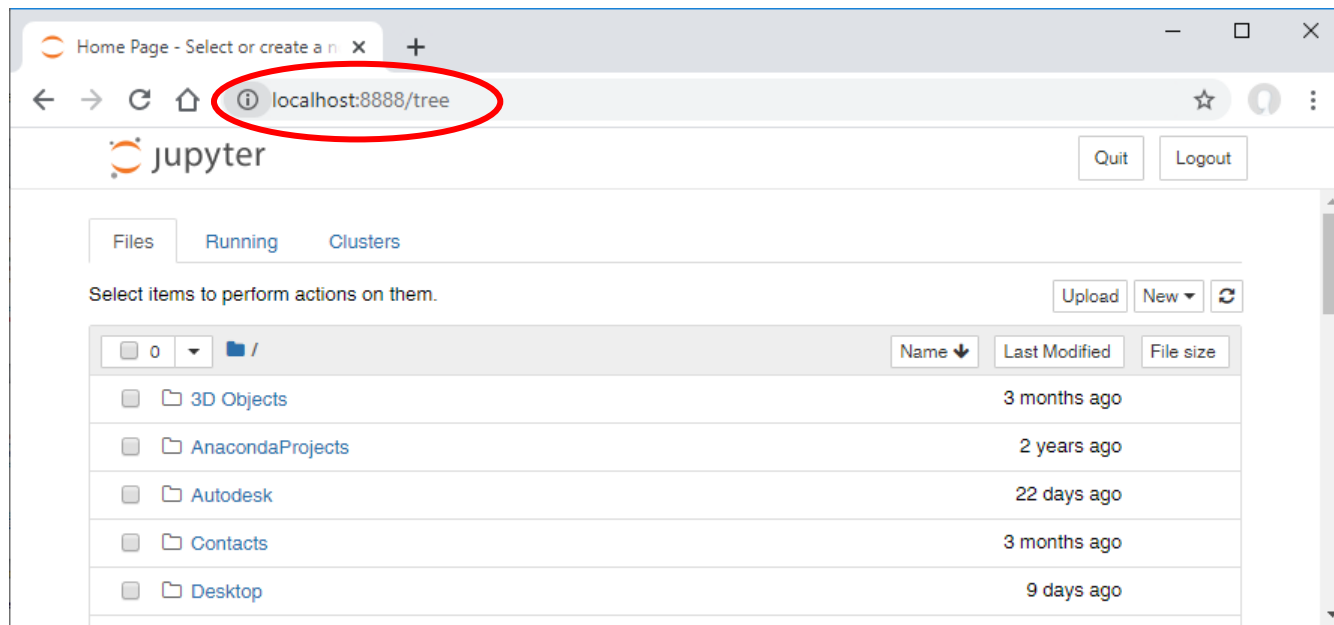 Home Page - Select or create a n
localhost:8888/tree
jupyter
Quit Logout
Files Running Clusters
Select items to perform actions on them.
Upload New
0 / Name Last Modified File size
3D Objects 3 months ago
AnacondaProjects 2 years ago
Autodesk 22 days ago
Contacts 3 months ago
Desktop 9 days ago